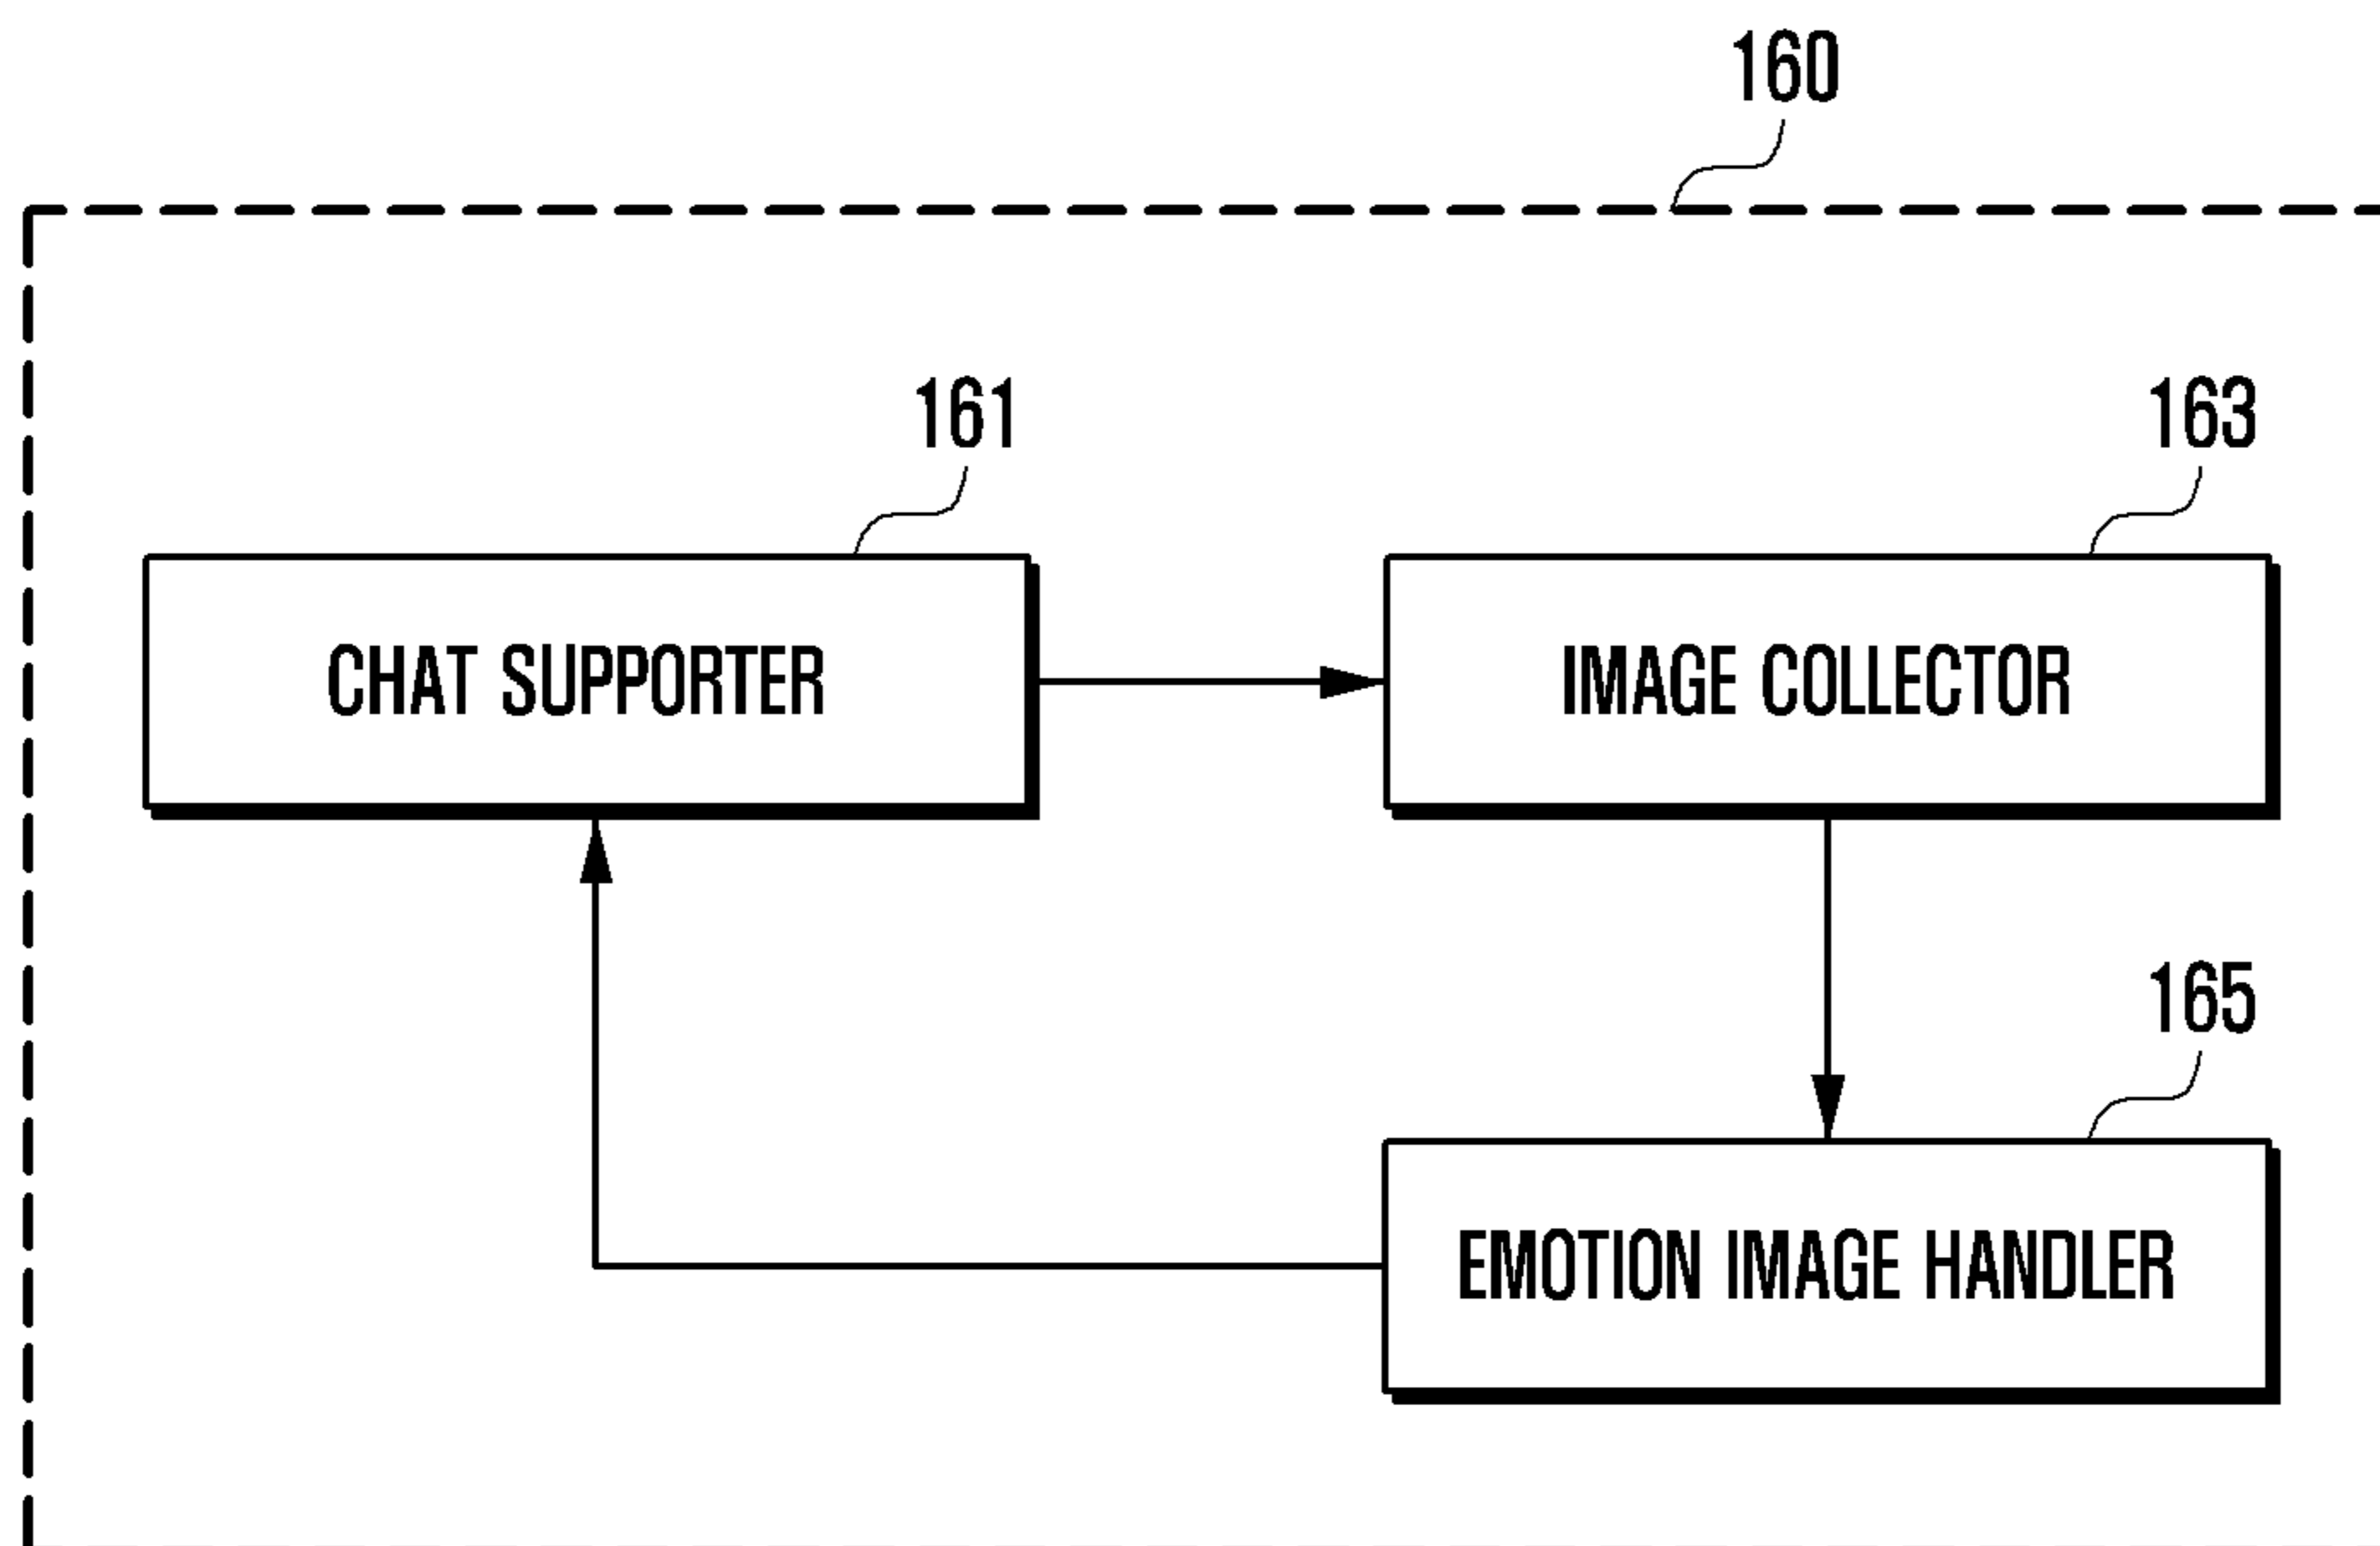 160
161
163
CHAT SUPPORTER
IMAGE COLLECTOR
165
EMOTION IMAGE HANDLER